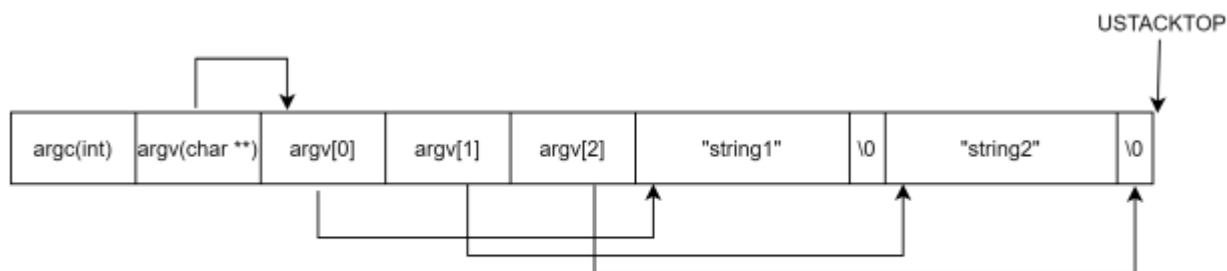 USTACKTOP
argc(int)
argv(char **)
argv[0]
argv[1]
argv[2]
"string1"
\0
"string2"
\0